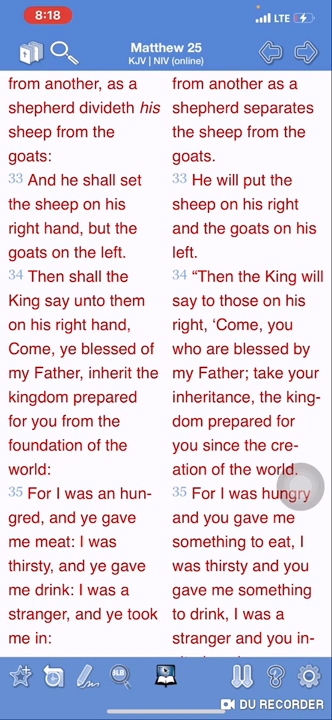 8:18
LTE
Matthew 25
KJV | NIV (online)
from another, as a
shepherd divideth his
sheep from the
goats:
33 And he shall set
the sheep on his
right hand, but the
goats on the left.
34 Then shall the
King say unto them
on his right hand,
Come, ye blessed of
my Father, inherit the
kingdom prepared
for you from the
foundation of the
world:
35 For I was an hun-
gred, and ye gave
me meat: I was
thirsty, and ye gave
me drink: I was a
stranger, and ye took
me in:
from another as a
shepherd separates
the sheep from the
goats.
33 He will put the
sheep on his right
and the goats on his
left.
34 “Then the King will
say to those on his
right, ‘Come, you
who are blessed by
my Father; take your
inheritance, the king-
dom prepared for
you since the cre-
ation of the world.
35 For I was hungry
and you gave me
something to eat, I
was thirsty and you
gave me something
to drink, I was a
stranger and you in-
SLB
DU RECORDER